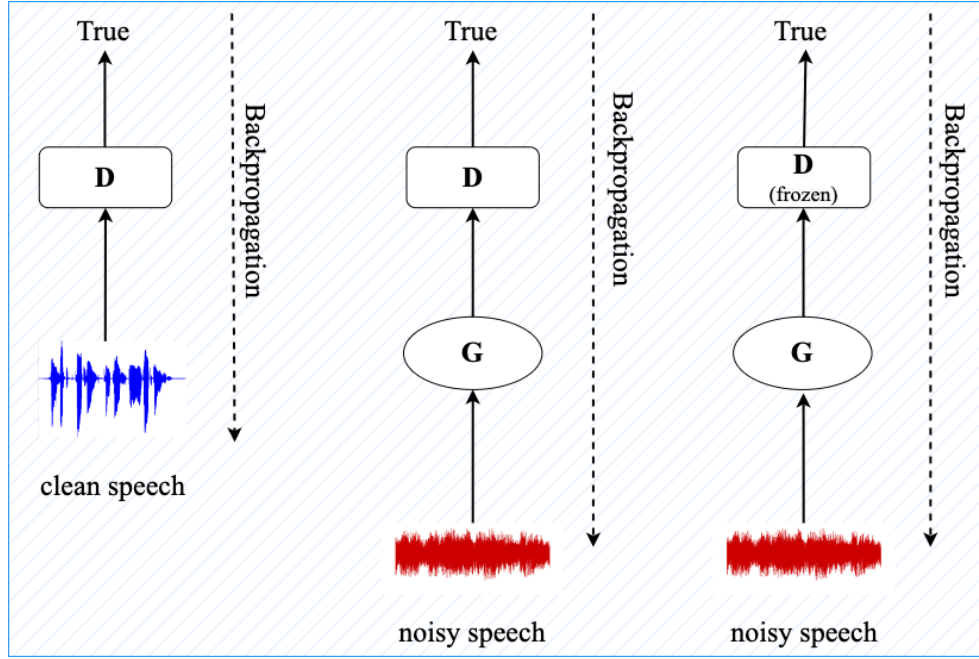 True
D
Backpropagation
clean speech
True
D
G
Backpropagation
noisy speech
True
D
(frozen)
G
Backpropagation
noisy speech